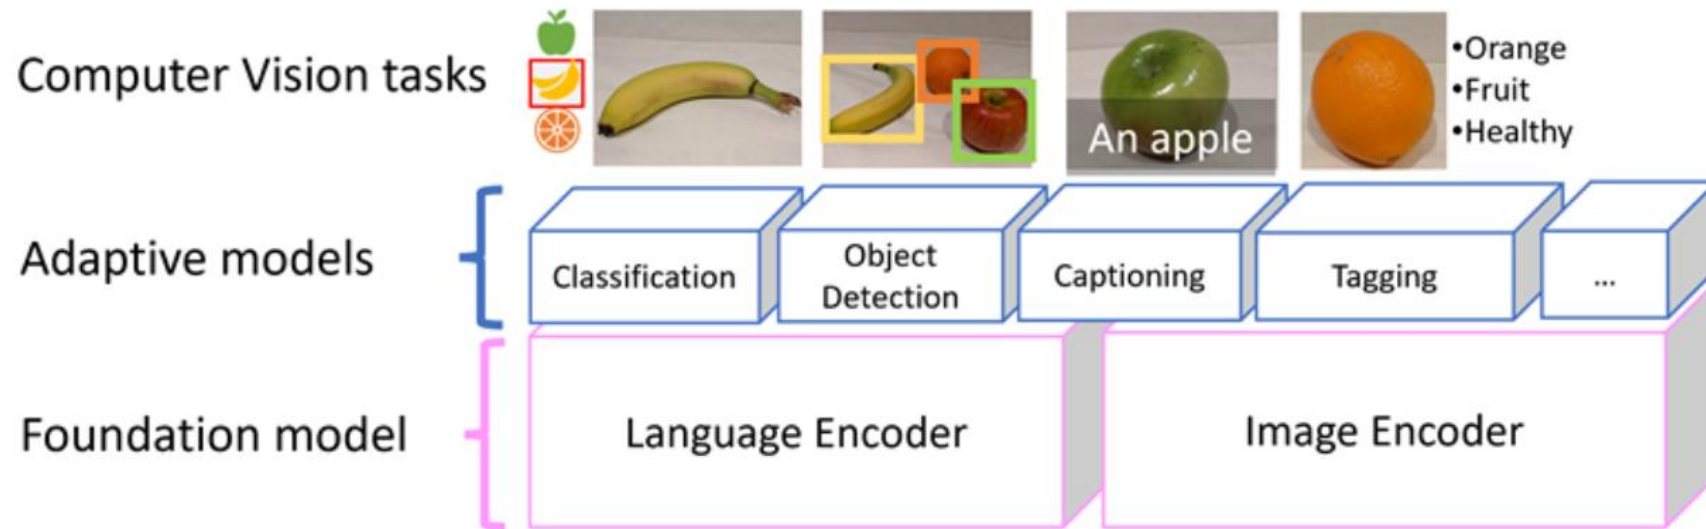 Computer Vision tasks
An apple
•Orange
•Fruit
•Healthy
Adaptive models
Classification
Object
Detection
Captioning
Tagging
...
Foundation model
Language Encoder
Image Encoder